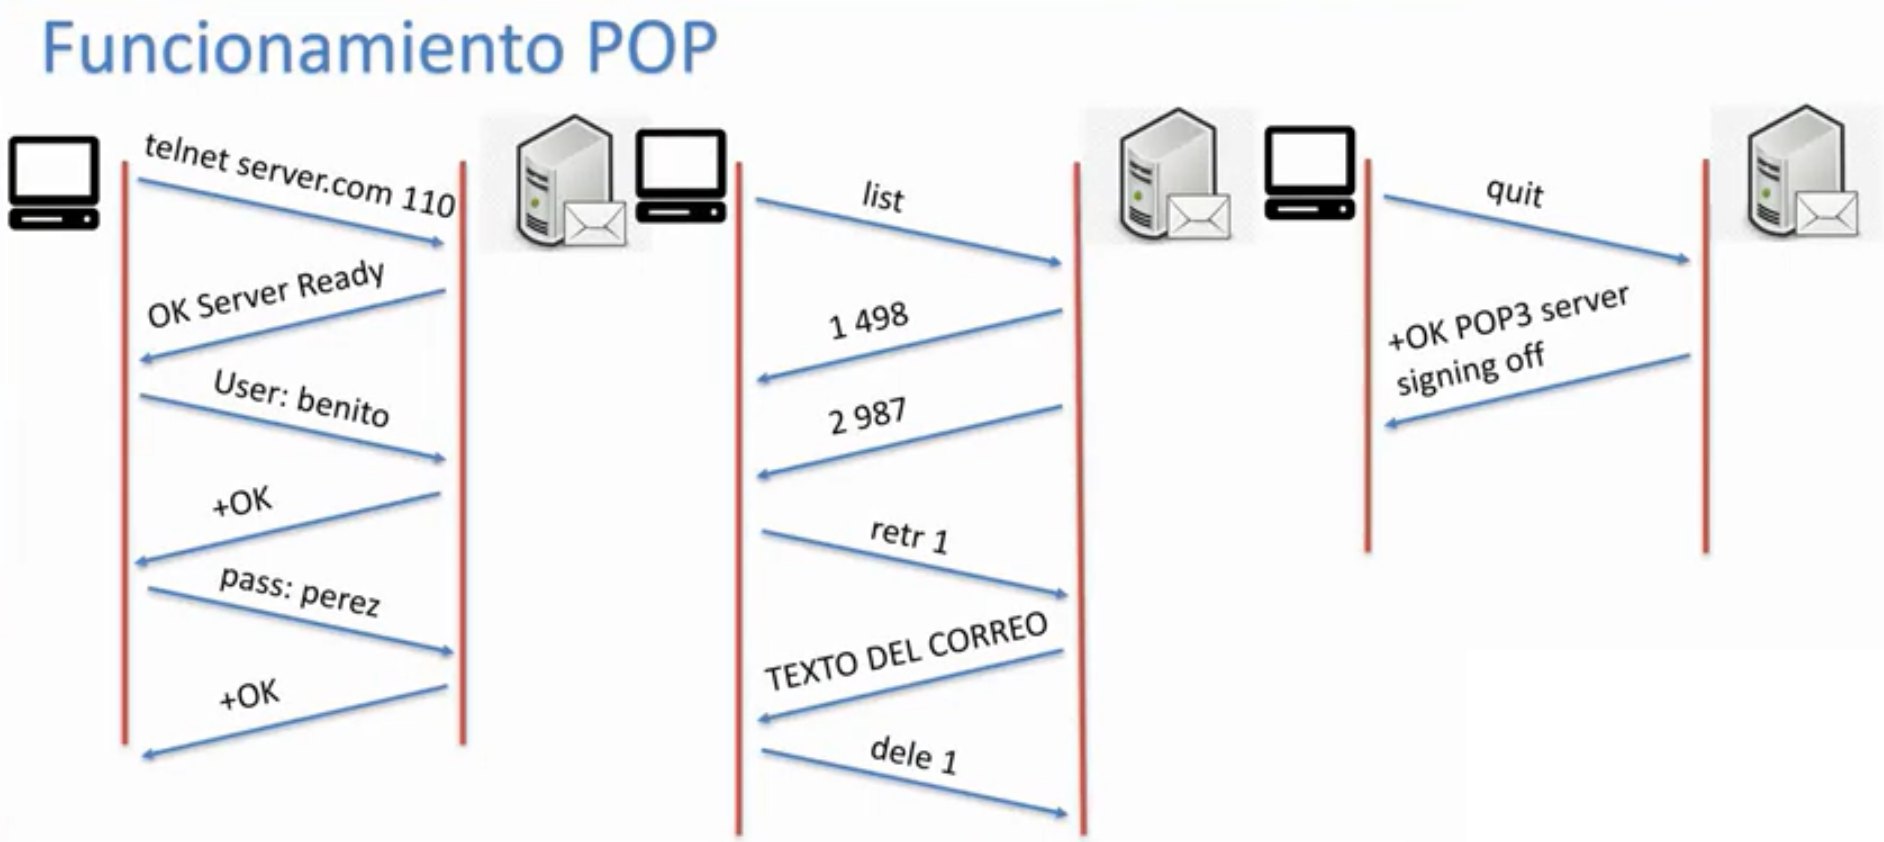 Funcionamiento POP
telnet server.com 110
OK Server Ready
User: benito
+OK
pass: perez
+OK
list
1 498
2 987
retr 1
TEXTO DEL CORREO
dele 1
quit
+OK POP3 server
signing off